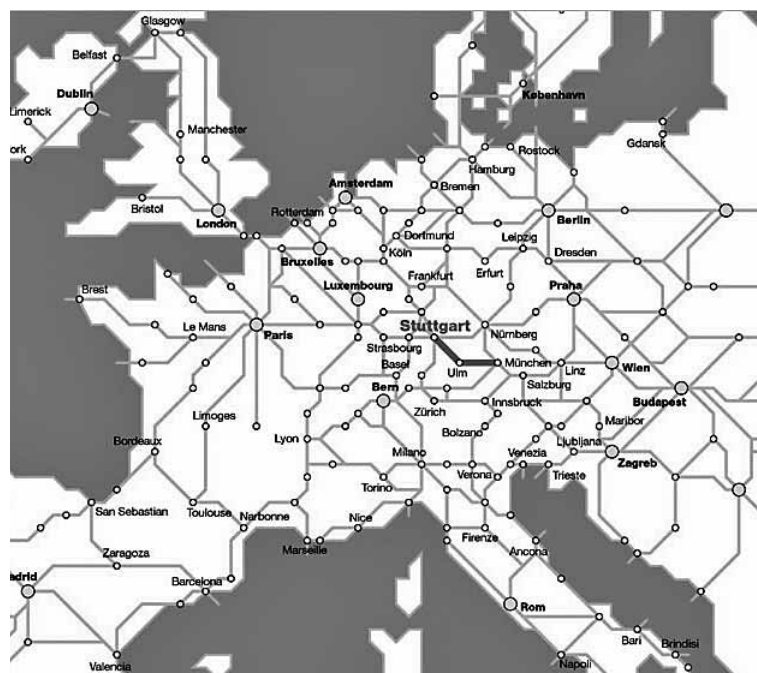 Glasgow
Belfast
Dublin
København
Limerick
Manchester
Rostock
Gdansk
ork
Hamburg
Bremen
Amsterdam
Bristol
London
Rotterdam
Berlin
Dortmund
Leipzig
Bruxelles
Köln
Dresden
Erfurt
Frankfurt
Brest
Luxembourg
Praha
Le Mans
Paris
Stuttgart
Nürnberg
Strasbourg
Basel
Ulm
München
Linz
Wien
Bern
Salzburg
Budapest
Limoges
Zürich
Innsbruck
Maribor
Bordeaux
Lyon
Bolzano
Ljubljana
Milano
Venezia
Zagreb
Torino
Verona
Trieste
San Sebastian
Toulouse
Narbonne
Nice
Marseille
Firenze
Ancona
Zaragoza
adrid
Barcelona
Rom
Bari
Brindisi
Valencia
Napoli